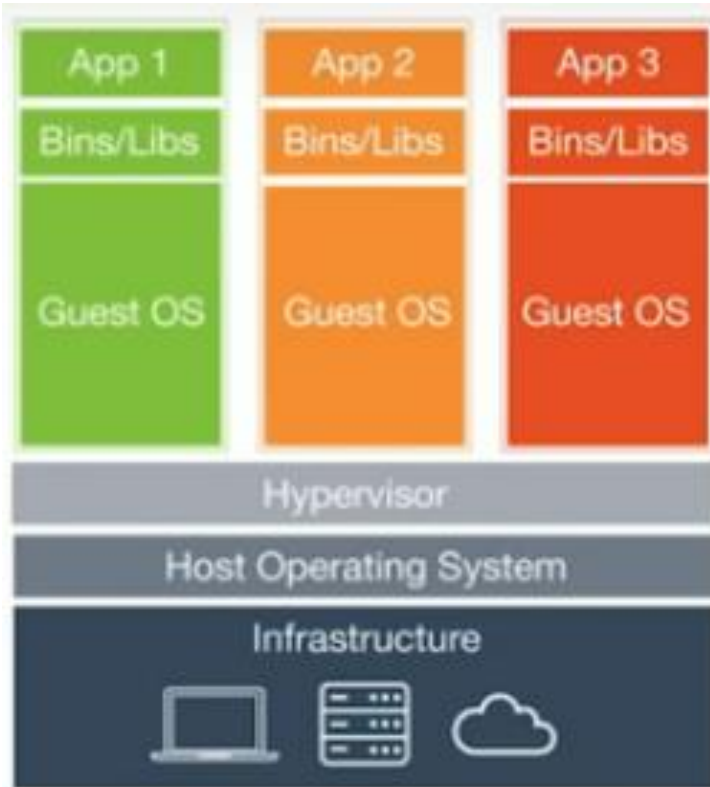 App 1
App 2
App 3
Bins/Libs
Bins/Libs
Bins/Libs
Guest OS
Guest OS
Guest OS
Hypervisor
Host Operating System
Infrastructure